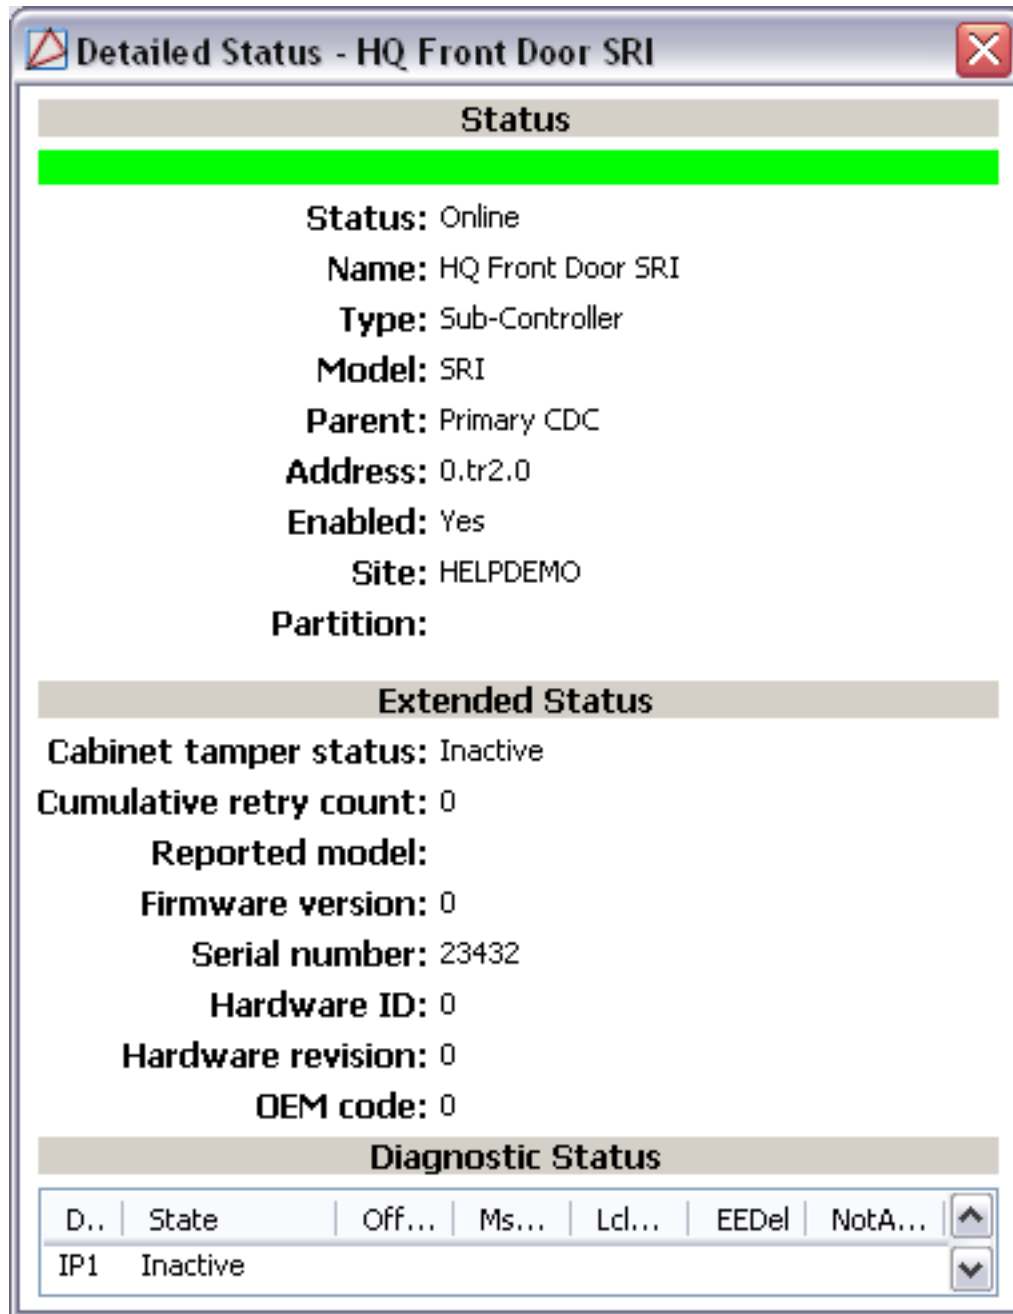 Detailed Status - HQ Front Door SRI
Status
Status: Online
Name: HQ Front Door SRI
Type: Sub-Controller
Model: SRI
Parent: Primary CDC
Address: 0.tr2.0
Enabled: Yes
Site: HELPDEMO
Partition:
Extended Status
Cabinet tamper status: Inactive
Cumulative retry count: 0
Reported model:
Firmware version: 0
Serial number: 23432
Hardware ID: 0
Hardware revision: 0
OEM code: 0
Diagnostic Status
D.. State Off... Ms... Lcl... EEDel NotA...
IP1 Inactive